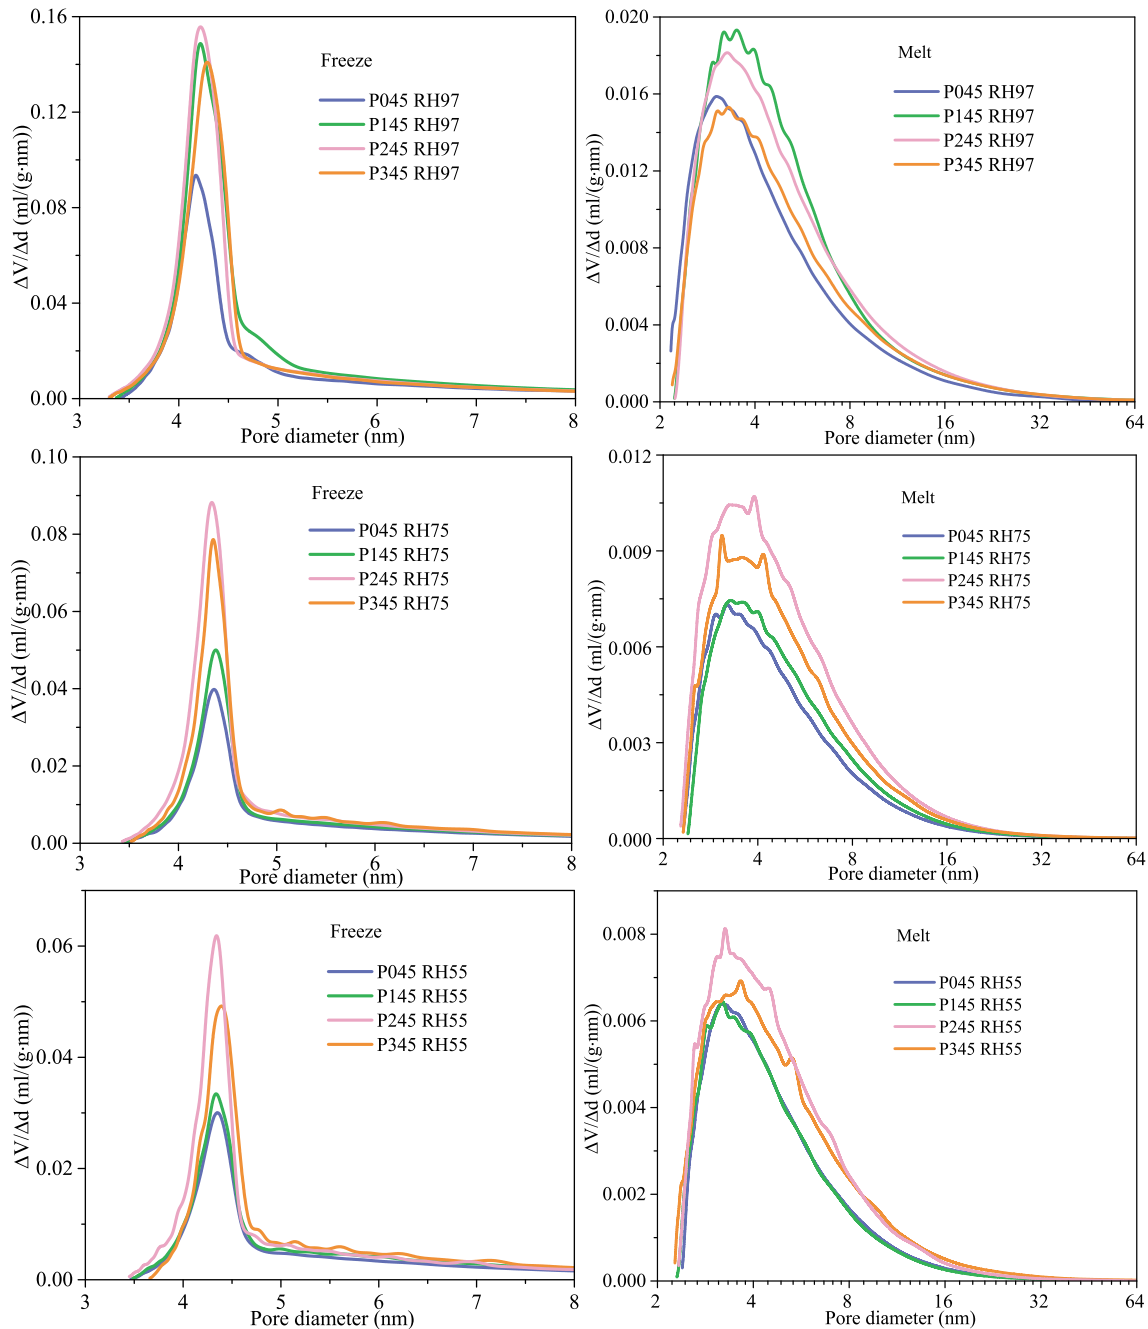 ΔV/Δd (ml/(g·nm))
0.16
0.12
0.08
0.04
0.00
Freeze
P045 RH97
P145 RH97
P245 RH97
P345 RH97
3 4 5 6 7 8
Pore diameter (nm)
ΔV/Δd (ml/(g·nm))
0.020
0.016
0.012
0.008
0.004
0.000
Melt
P045 RH97
P145 RH97
P245 RH97
P345 RH97
2 4 8 16 32 64
Pore diameter (nm)
ΔV/Δd (ml/(g·nm))
0.10
0.08
0.06
0.04
0.02
0.00
Freeze
P045 RH75
P145 RH75
P245 RH75
P345 RH75
3 4 5 6 7 8
Pore diameter (nm)
ΔV/Δd (ml/(g·nm))
0.012
0.009
0.006
0.003
0.000
Melt
P045 RH75
P145 RH75
P245 RH75
P345 RH75
2 4 8 16 32 64
Pore diameter (nm)
ΔV/Δd (ml/(g·nm))
0.06
0.04
0.02
0.00
Freeze
P045 RH55
P145 RH55
P245 RH55
P345 RH55
3 4 5 6 7 8
Pore diameter (nm)
ΔV/Δd (ml/(g·nm))
0.008
0.006
0.004
0.002
0.000
Melt
P045 RH55
P145 RH55
P245 RH55
P345 RH55
2 4 8 16 32 64
Pore diameter (nm)